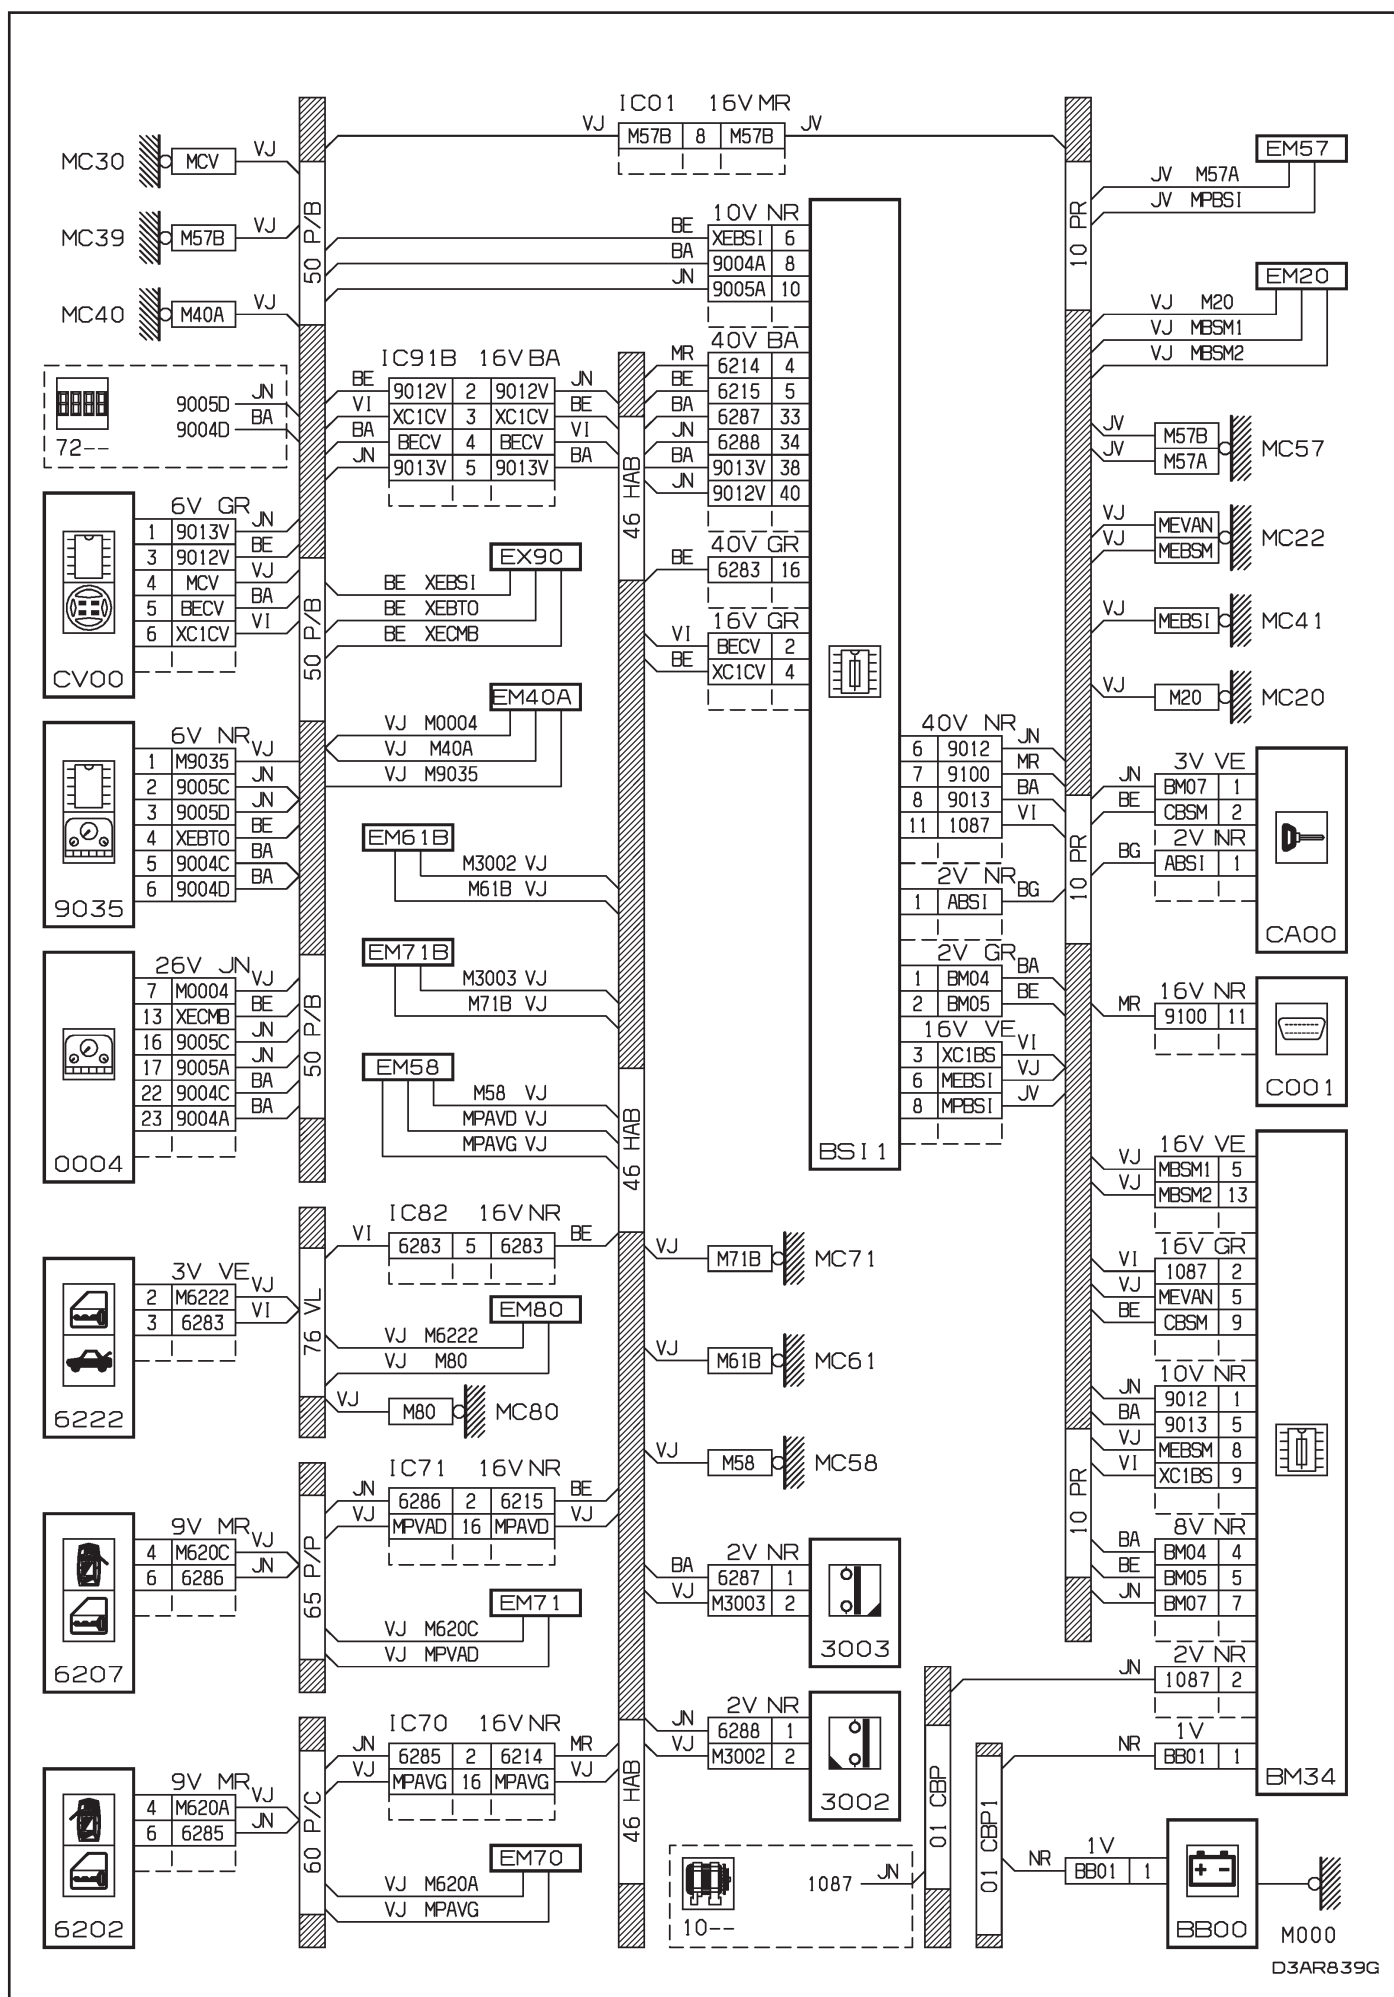 IC01 16V MR
VJ M57B 8 M57B JV
MC30 MCV VJ
MC39 M57B VJ
MC40 M40A VJ
50 P/B
9005D JN
9004D BA
72--
6V GR
1 9013V JN
3 9012V BE
4 MCV VJ
5 BECV BA
6 XC1CV VI
CV00
6V NR
1 M9035 VJ
2 9005C JN
3 9005D JN
4 XEBTO BE
5 9004C BA
6 9004D BA
9035
26V JN
7 M0004 VJ
13 XECMB BE
16 9005C JN
17 9005A JN
22 9004C BA
23 9004A BA
0004
50 P/B
50 P/B
IC91B 16V BA
BE 9012V 2 9012V JN
VI XC1CV 3 XC1CV BE
BA BECV 4 BECV VI
JN 9013V 5 9013V BA
EX90
BE XEBSI
BE XEBTO
BE XECMB
EM40A
VJ M0004
VJ M40A
VJ M9035
EM61B
M3002 VJ
M61B VJ
EM71B
M3003 VJ
M71B VJ
EM58
M58 VJ
MPAVD VJ
MPAVG VJ
46 HAB
46 HAB
10V NR
BE XEBSI 6
BA 9004A 8
JN 9005A 10
40V BA
MR 6214 4
BE 6215 5
BA 6287 33
JN 6288 34
BA 9013V 38
JN 9012V 40
40V GR
BE 6283 16
16V GR
VI BECV 2
BE XC1CV 4
40V NR
6 9012 JN
7 9100 MR
8 9013 BA
11 1087 VI
2V NR
1 ABSI BG
2V GR
1 BM04 BA
2 BM05 BE
16V VE
3 XC1BS VI
6 MEBSI VJ
8 MPBSI JV
BSI1
10 PR
EM57
JV M57A
JV MPBSI
EM20
VJ M20
VJ MBSM1
VJ MBSM2
JV M57B
JV M57A
MC57
VJ MEVAN
VJ MEBSM
MC22
VJ MEBSI MC41
VJ M20 MC20
10 PR
3V VE
JN BM07 1
BE CBSM 2
2V NR
BG ABSI 1
CA00
16V NR
MR 9100 11
C001
16V VE
VJ MBSM1 5
VJ MBSM2 13
16V GR
VI 1087 2
VJ MEVAN 5
BE CBSM 9
10V NR
JN 9012 1
BA 9013 5
VJ MEBSM 8
VI XC1BS 9
10 PR
8V NR
BA BM04 4
BE BM05 5
JN BM07 7
2V NR
JN 1087 2
1V
NR BB01 1
BM34
3V VE
2 M6222 VJ
3 6283 VI
6222
76 VL
IC82 16V NR
VI 6283 5 6283 BE
EM80
VJ M6222
VJ M80
VJ M80 MC80
VJ M71B MC71
VJ M61B MC61
VJ M58 MC58
9V MR
4 M620C VJ
6 6286 JN
6207
65 P/P
IC71 16V NR
JN 6286 2 6215 BE
VJ MPVAD 16 MPAVD VJ
EM71
VJ M620C
VJ MPVAD
2V NR
BA 6287 1
VJ M3003 2
3003
9V MR
4 M620A VJ
6 6285 JN
6202
60 P/C
IC70 16V NR
JN 6285 2 6214 MR
VJ MPAVG 16 MPAVG VJ
EM70
VJ M620A
VJ MPAVG
46 HAB
2V NR
JN 6288 1
VJ M3002 2
3002
1087 JN
10--
01 CBP
01 CBP1
1V
NR BB01 1
+ -
BB00
M000
D3AR839G